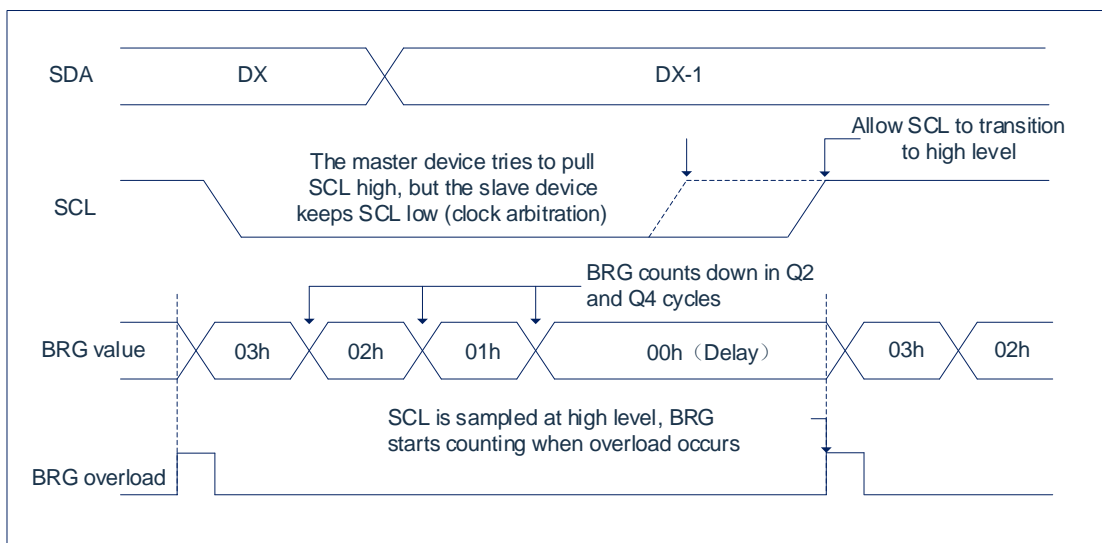 SDA
DX
DX-1
Allow SCL to transition
to high level
The master device tries to pull
SCL high, but the slave device
keeps SCL low (clock arbitration)
SCL
BRG counts down in Q2
and Q4 cycles
BRG value
03h
02h
01h
00h（Delay）
03h
02h
SCL is sampled at high level, BRG
starts counting when overload occurs
BRG overload